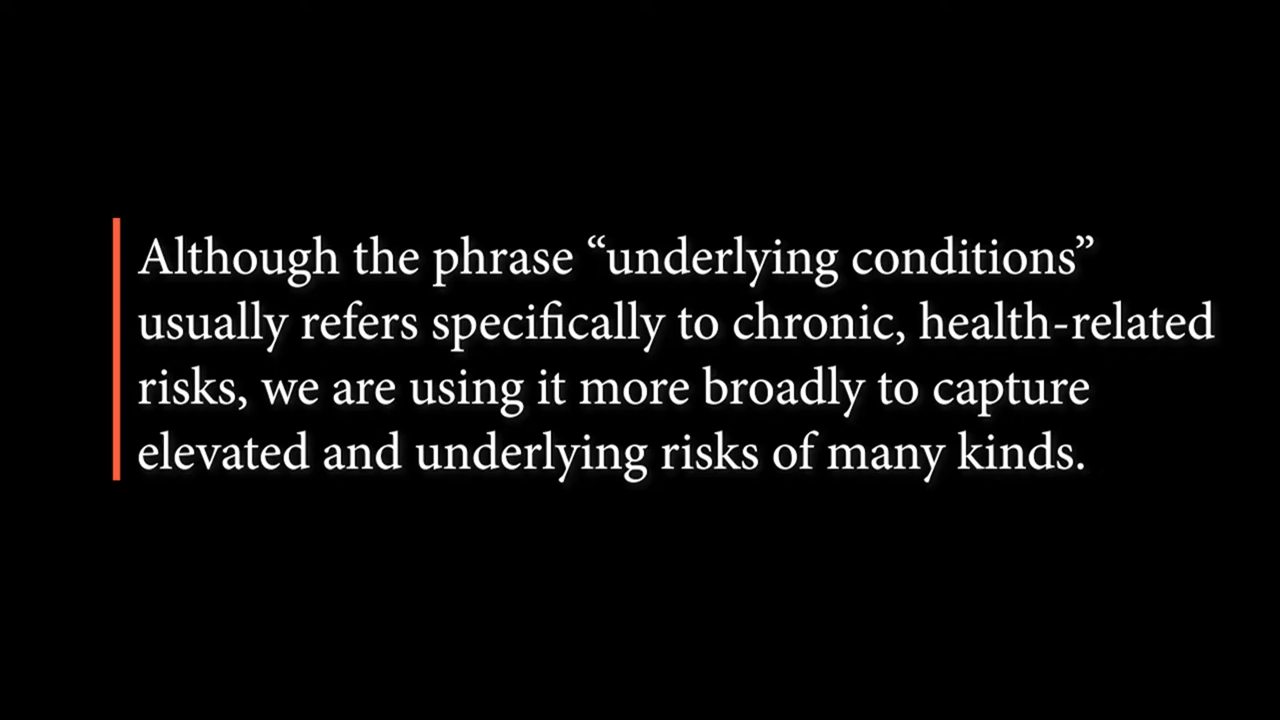 Although the phrase “underlying conditions”
usually refers specifically to chronic, health-related
risks, we are using it more broadly to capture
elevated and underlying risks of many kinds.